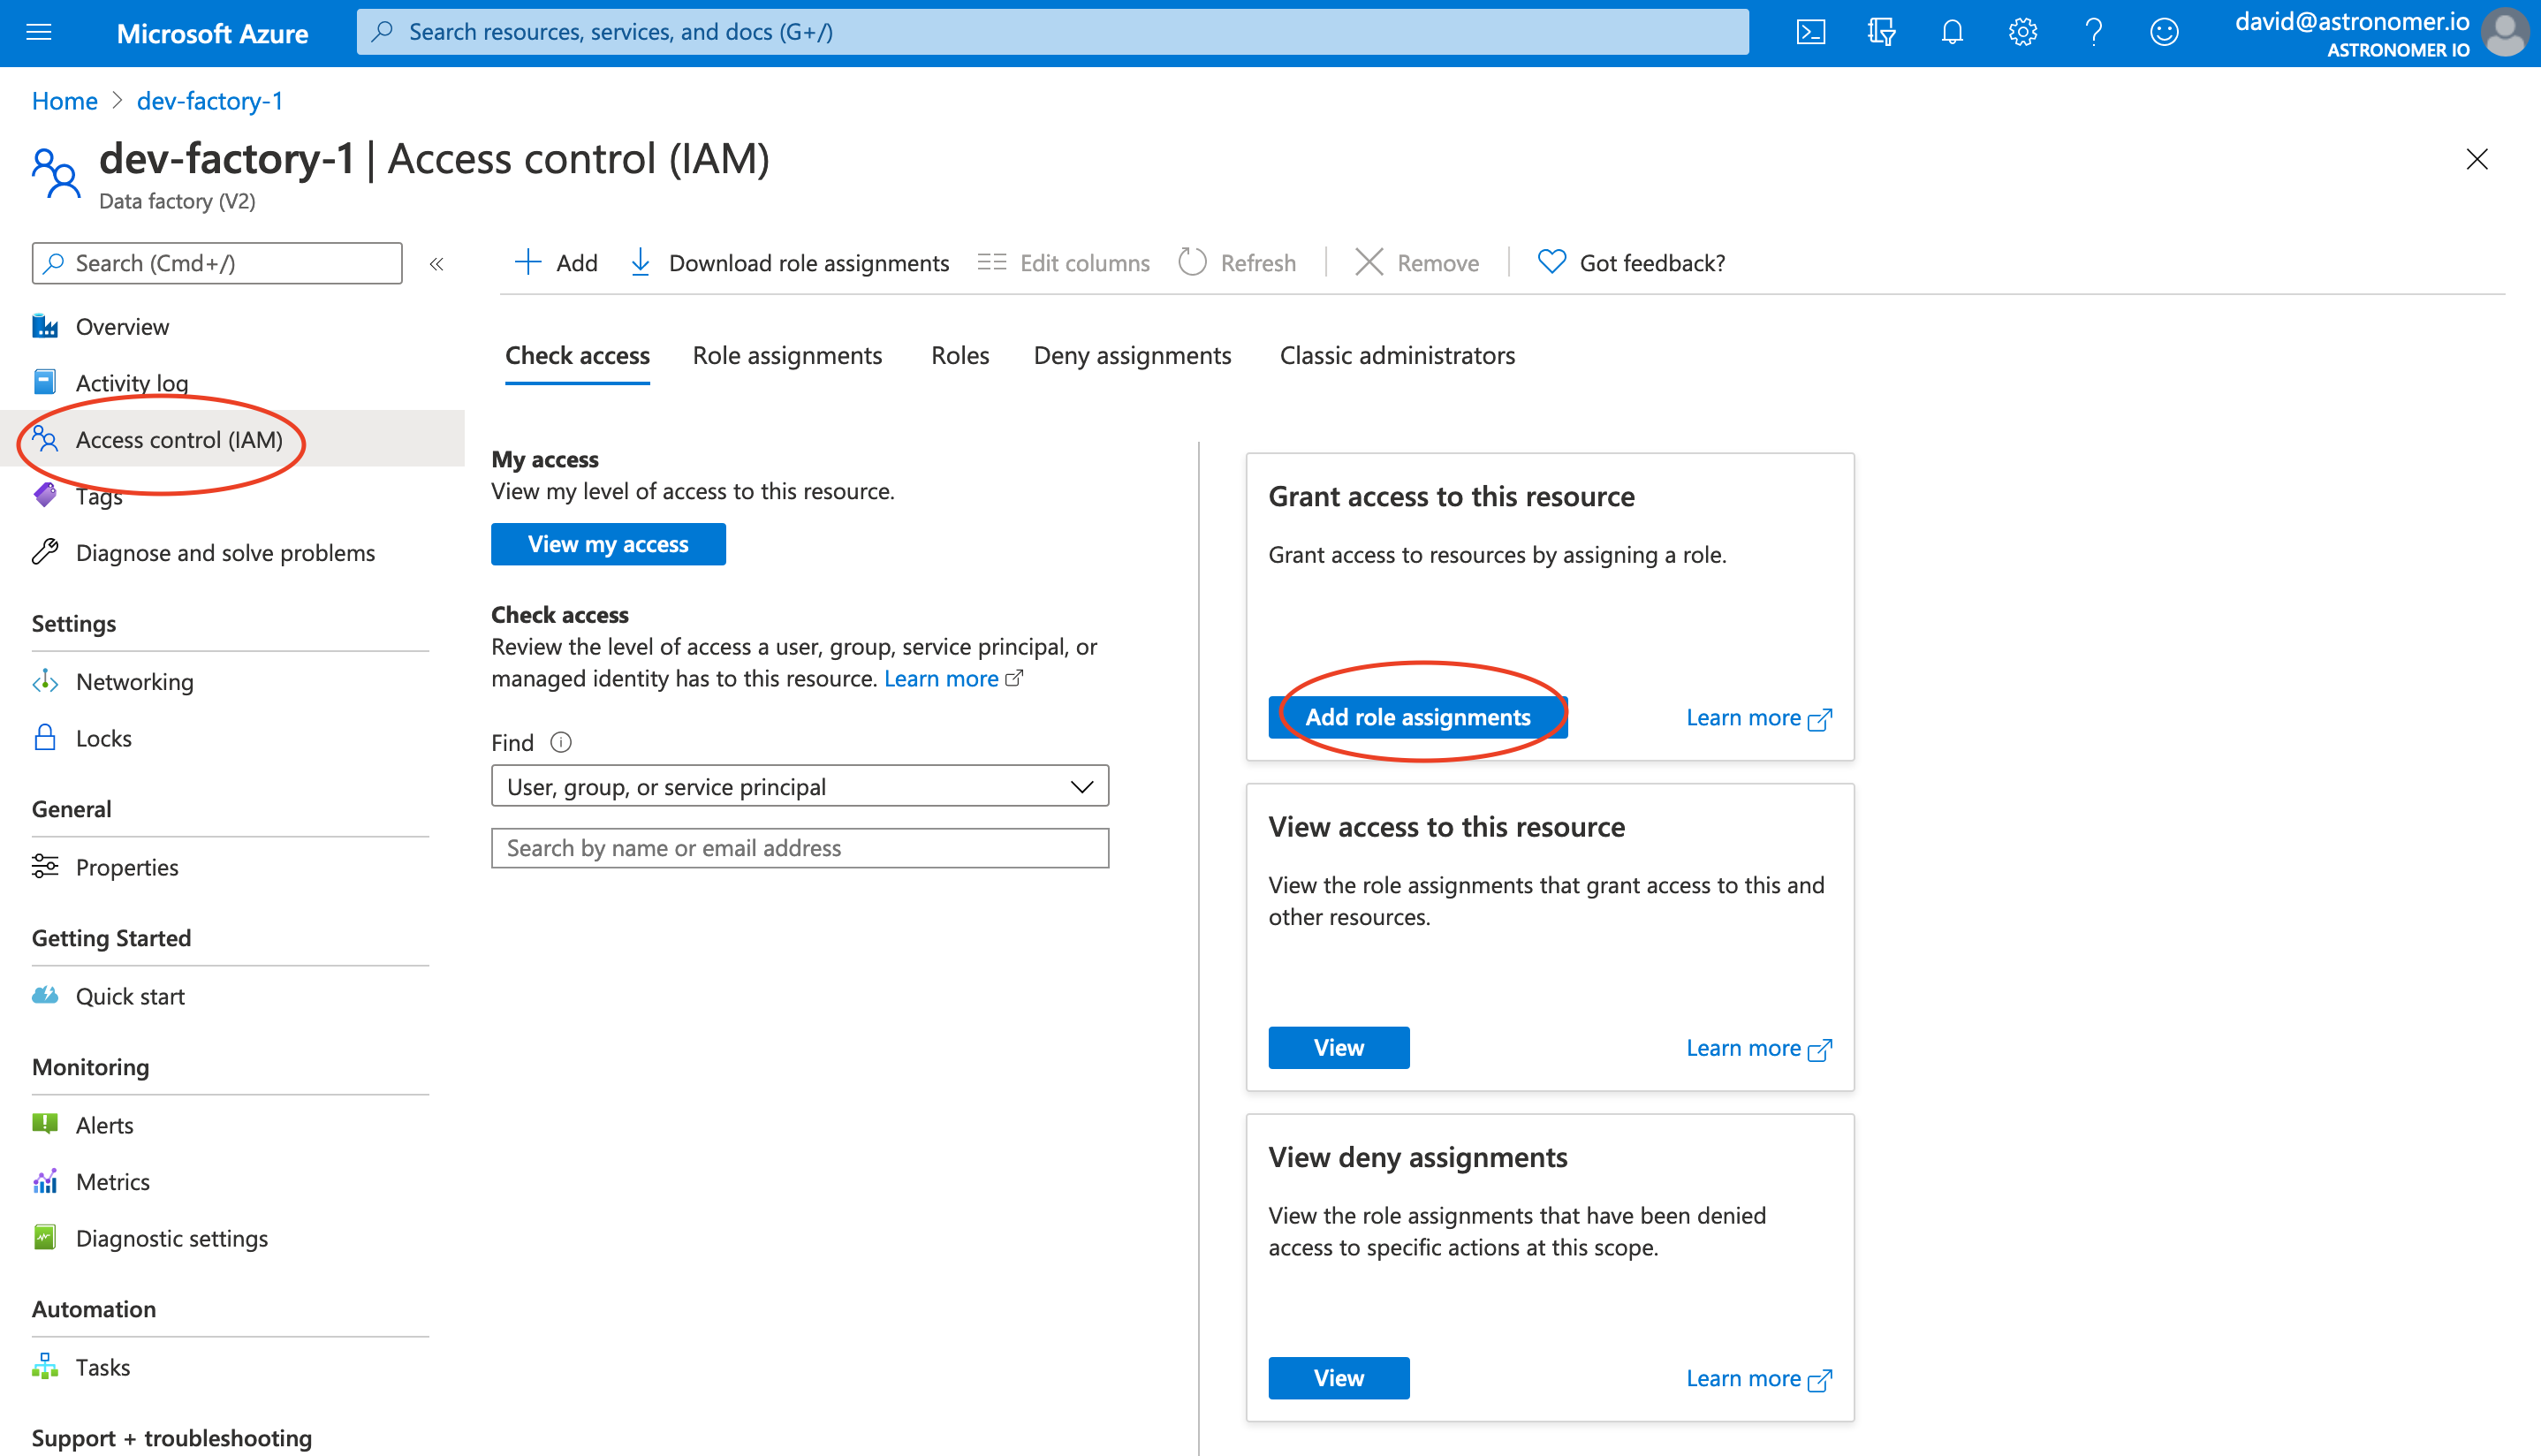 Microsoft Azure
Search resources, services, and docs (G+/)
david@astronomer.io
ASTRONOMER IO
Home > dev-factory-1
dev-factory-1 | Access control (IAM)
Data factory (V2)
Search (Cmd+/)
«
Add
Download role assignments
Edit columns
Refresh
Remove
Got feedback?
Overview
Activity log
Access control (IAM)
Tags
Diagnose and solve problems
Settings
Networking
Locks
General
Properties
Getting Started
Quick start
Monitoring
Alerts
Metrics
Diagnostic settings
Automation
Tasks
Support + troubleshooting
Check access
Role assignments
Roles
Deny assignments
Classic administrators
My access
View my level of access to this resource.
View my access
Check access
Review the level of access a user, group, service principal, or
managed identity has to this resource. Learn more
Find
User, group, or service principal
Search by name or email address
Grant access to this resource
Grant access to resources by assigning a role.
Add role assignments
Learn more
View access to this resource
View the role assignments that grant access to this and
other resources.
View
Learn more
View deny assignments
View the role assignments that have been denied
access to specific actions at this scope.
View
Learn more